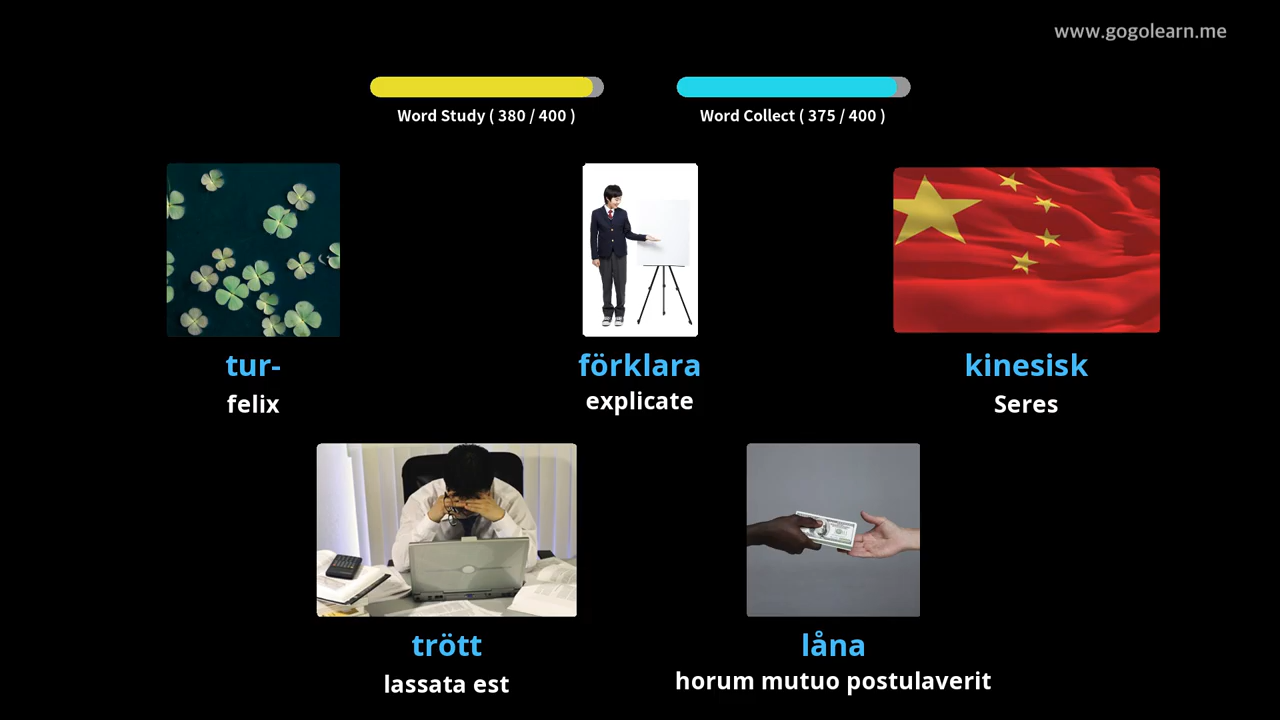 www.gogolearn.me
Word Study ( 380 / 400 )
Word Collect ( 375 / 400 )
tur-
felix
förklara
explicate
kinesisk
Seres
trött
lassata est
låna
horum mutuo postulaverit